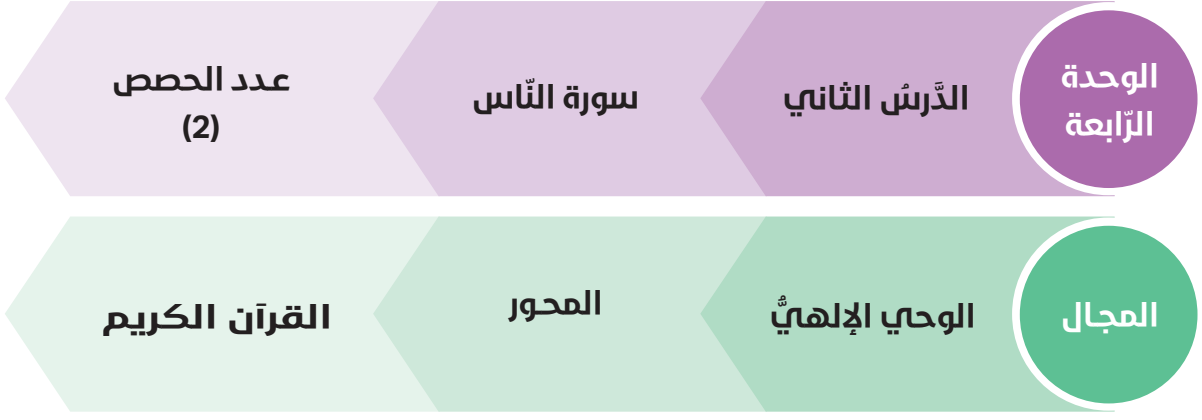 الوحدة
الرّابعة
الدَّرسُ الثاني
سورة النّاس
عدد الحصص
(2)
المجال
الوحي الإلهيُّ
المحور
القرآن الكريم